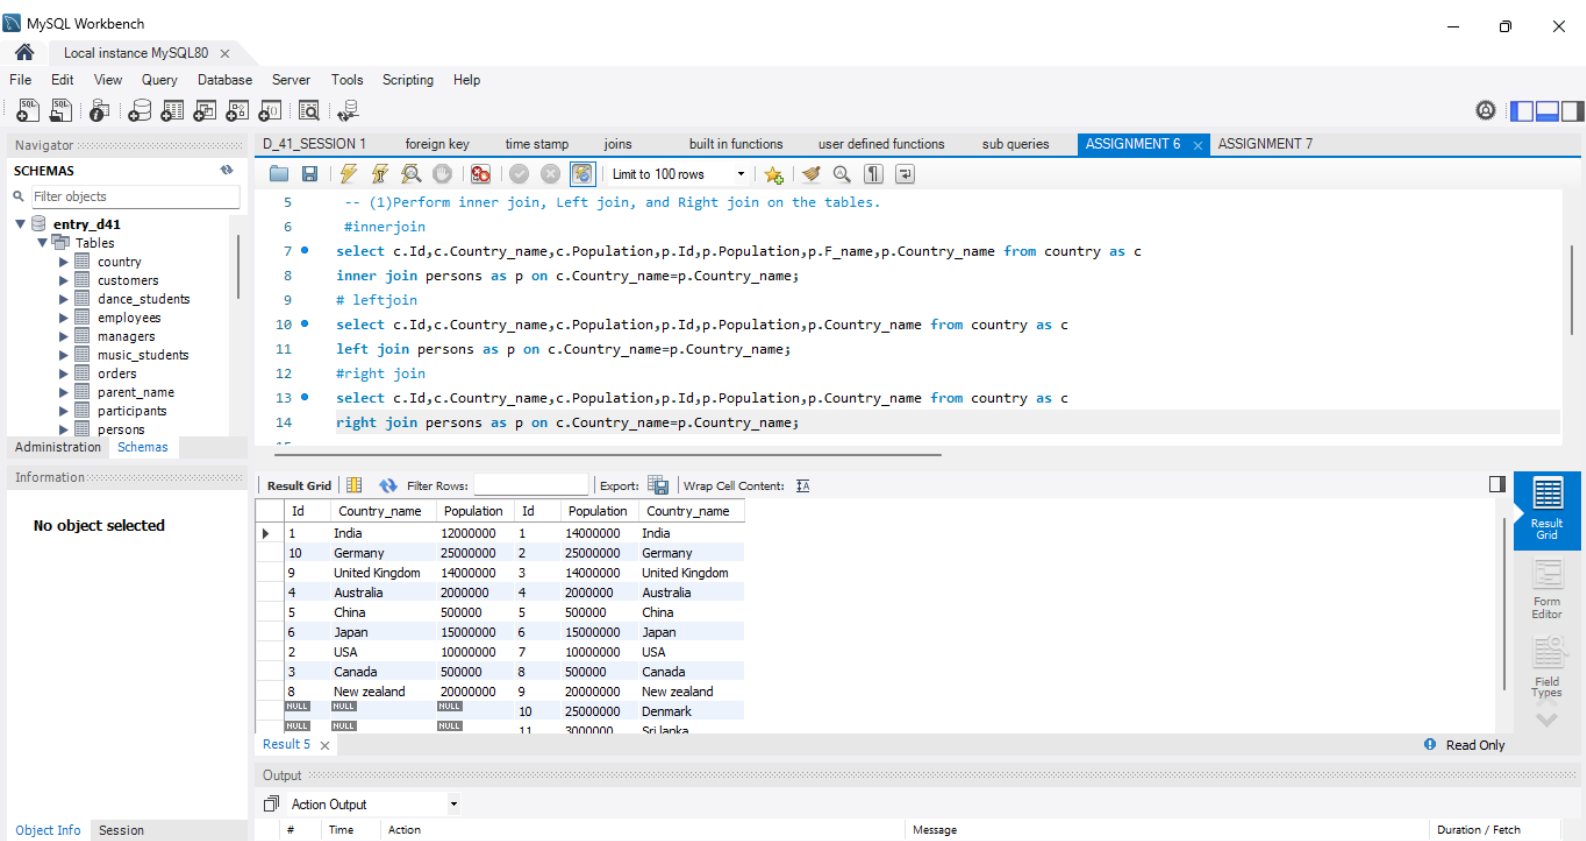 MySQL Workbench
Local instance MySQL80
File Edit View Query Database Server Tools Scripting Help
Navigator
D_41_SESSION 1 foreign key time stamp joins built in functions user defined functions sub queries ASSIGNMENT 6 ASSIGNMENT 7
SCHEMAS
Limit to 100 rows
Filter objects
entry_d41
Tables
country
customers
dance_students
employees
managers
music_students
orders
parent_name
participants
persons
Administration Schemas
5 -- (1)Perform inner join, Left join, and Right join on the tables.
6 #innerjoin
7 select c.Id,c.Country_name,c.Population,p.Id,p.Population,p.F_name,p.Country_name from country as c
8 inner join persons as p on c.Country_name=p.Country_name;
9 # leftjoin
10 select c.Id,c.Country_name,c.Population,p.Id,p.Population,p.Country_name from country as c
11 left join persons as p on c.Country_name=p.Country_name;
12 #right join
13 select c.Id,c.Country_name,c.Population,p.Id,p.Population,p.Country_name from country as c
14 right join persons as p on c.Country_name=p.Country_name;
15
Information
No object selected
Result Grid Filter Rows: Export: Wrap Cell Content:
Id Country_name Population Id Population Country_name
1 India 12000000 1 14000000 India
10 Germany 25000000 2 25000000 Germany
9 United Kingdom 14000000 3 14000000 United Kingdom
4 Australia 2000000 4 2000000 Australia
5 China 500000 5 500000 China
6 Japan 15000000 6 15000000 Japan
2 USA 10000000 7 10000000 USA
3 Canada 500000 8 500000 Canada
8 New zealand 20000000 9 20000000 New zealand
NULL NULL NULL 10 25000000 Denmark
NULL NULL NULL 11 3000000 Sri lanka
Result
Grid
Form
Editor
Field
Types
Result 5 Read Only
Output
Action Output
Object Info Session
# Time Action Message Duration / Fetch